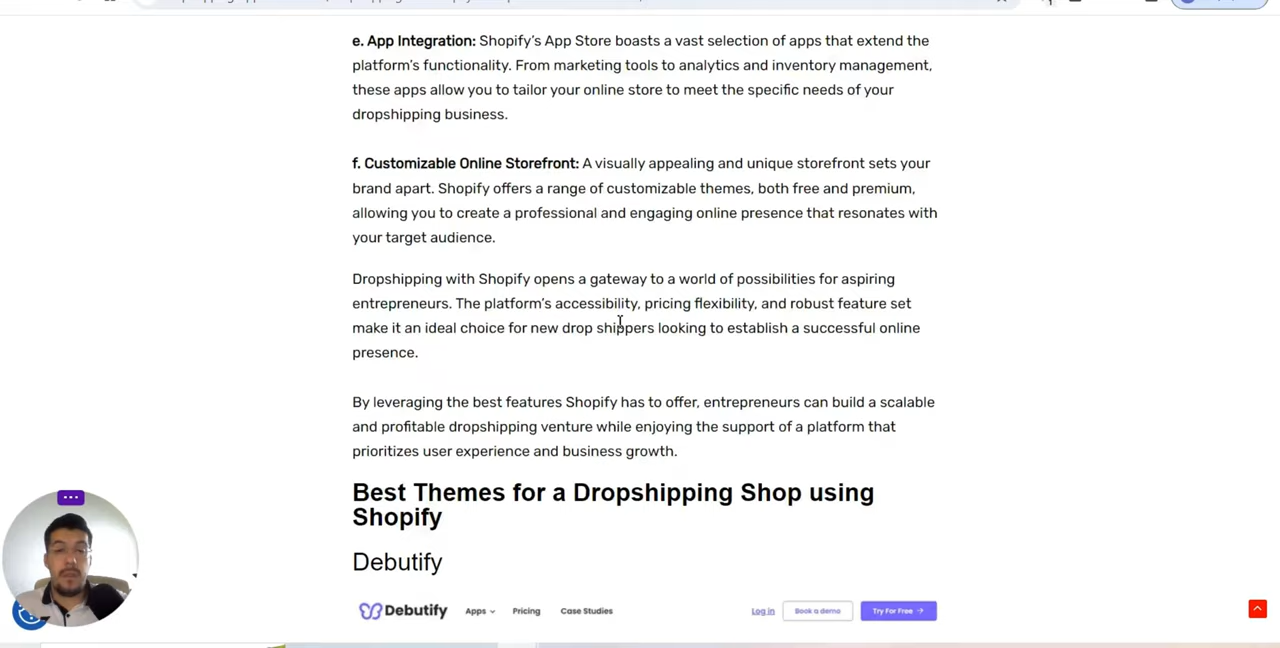 e. App Integration: Shopify’s App Store boasts a vast selection of apps that extend the
platform’s functionality. From marketing tools to analytics and inventory management,
these apps allow you to tailor your online store to meet the specific needs of your
dropshipping business.
f. Customizable Online Storefront: A visually appealing and unique storefront sets your
brand apart. Shopify offers a range of customizable themes, both free and premium,
allowing you to create a professional and engaging online presence that resonates with
your target audience.
Dropshipping with Shopify opens a gateway to a world of possibilities for aspiring
entrepreneurs. The platform’s accessibility, pricing flexibility, and robust feature set
make it an ideal choice for new drop shippers looking to establish a successful online
presence.
By leveraging the best features Shopify has to offer, entrepreneurs can build a scalable
and profitable dropshipping venture while enjoying the support of a platform that
prioritizes user experience and business growth.
Best Themes for a Dropshipping Shop using
Shopify
Debutify
Debutify Apps Pricing Case Studies Log in Book a demo Try For Free →